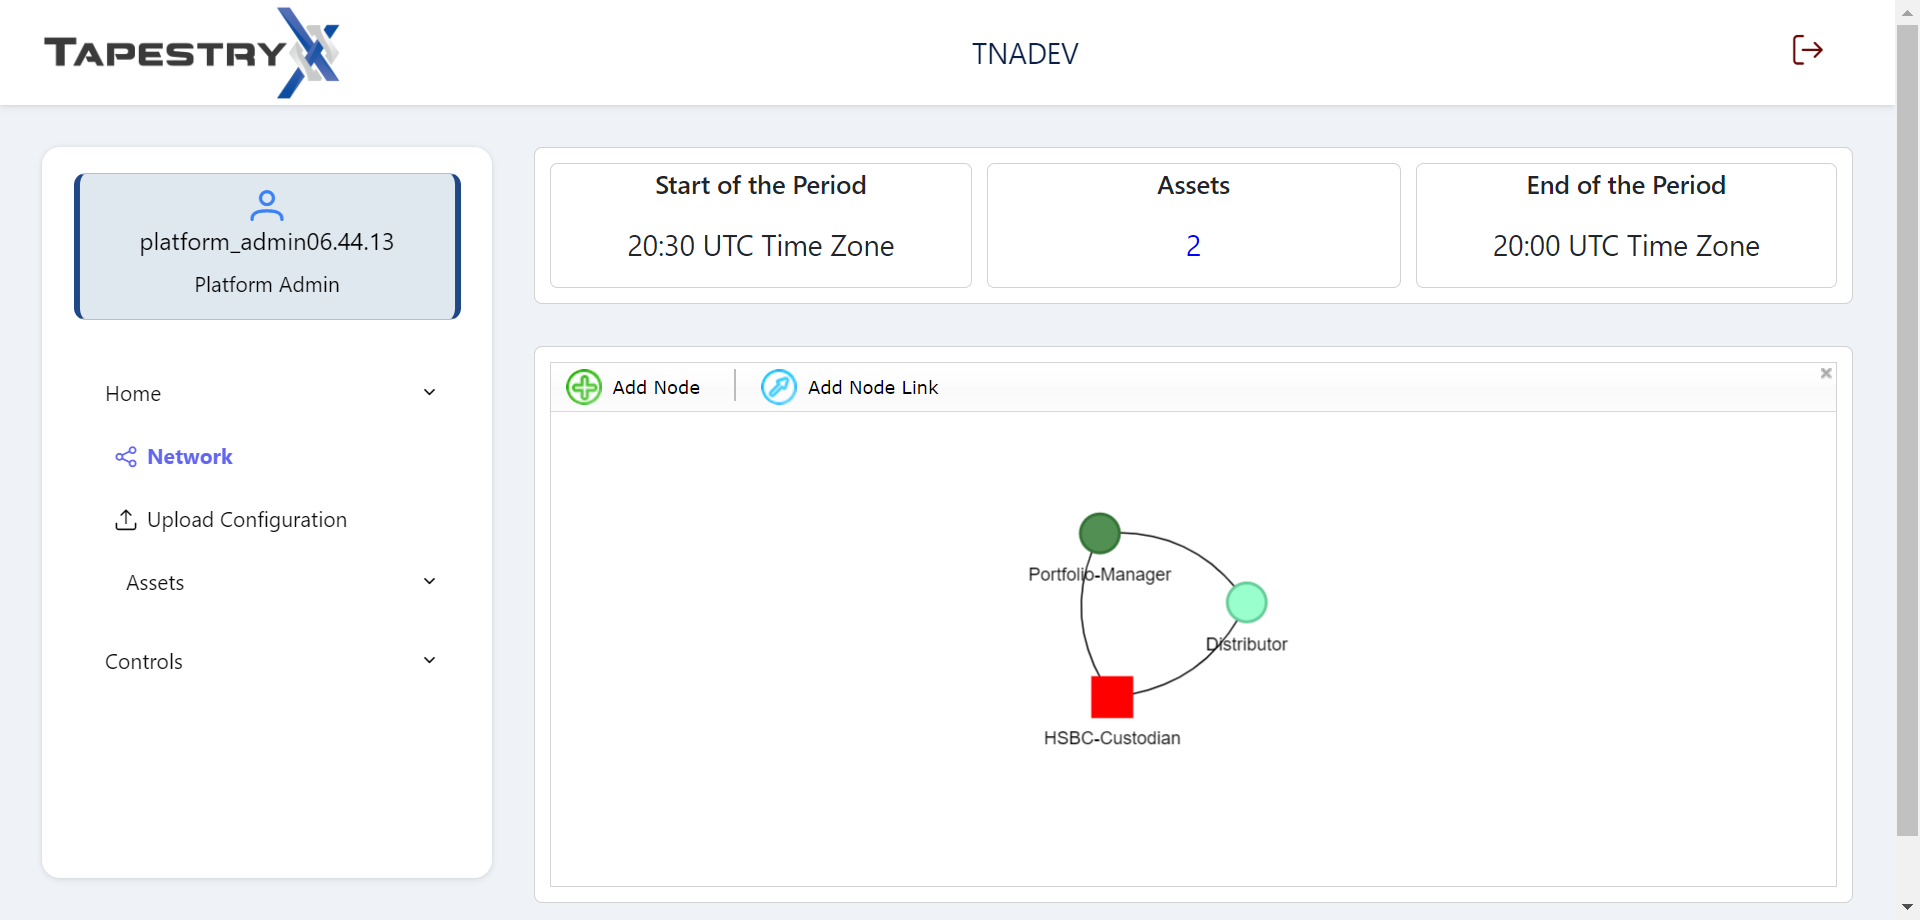 TAPESTRY
TNADEV
platform_admin06.44.13
Platform Admin
Home
Network
Upload Configuration
Assets
Controls
Start of the Period
20:30 UTC Time Zone
Assets
2
End of the Period
20:00 UTC Time Zone
Add Node
Add Node Link
Portfolio-Manager
Distributor
HSBC-Custodian